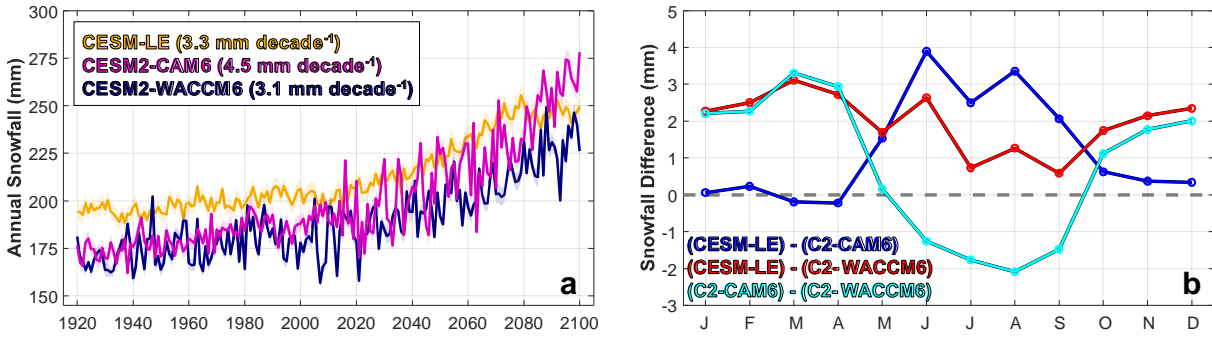 300
275
250
225
200
175
150
Annual Snowfall (mm)
CESM-LE (3.3 mm decade⁻¹)
CESM2-CAM6 (4.5 mm decade⁻¹)
CESM2-WACCM6 (3.1 mm decade⁻¹)
a
1920 1940 1960 1980 2000 2020 2040 2060 2080 2100
5
4
3
2
1
0
-1
-2
-3
Snowfall Difference (mm)
(CESM-LE) - (C2-CAM6)
(CESM-LE) - (C2-WACCM6)
(C2-CAM6) - (C2-WACCM6)
b
J F M A M J J A S O N D